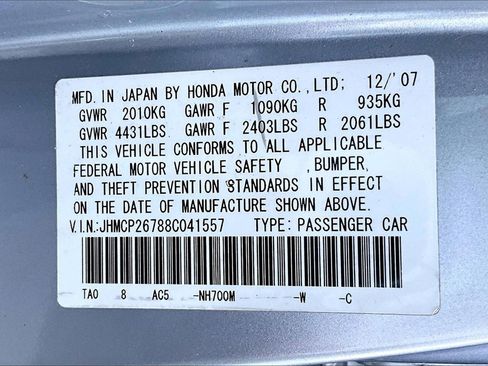 MFD. IN JAPAN BY HONDA MOTOR CO., LTD; 12/'07
GVWR 2010KG GAWR F 1090KG R 935KG
GVWR 4431LBS GAWR F 2403LBS R 2061LBS
THIS VEHICLE CONFORMS TO ALL APPLICABLE
FEDERAL MOTOR VEHICLE SAFETY , BUMPER,
AND THEFT PREVENTION STANDARDS IN EFFECT
ON THE DATE OF MANUFACTURE SHOWN ABOVE.
V.I.N:JHMCP26788C041557 TYPE: PASSENGER CAR
TA0 8 AC5 -NH700M -W -C